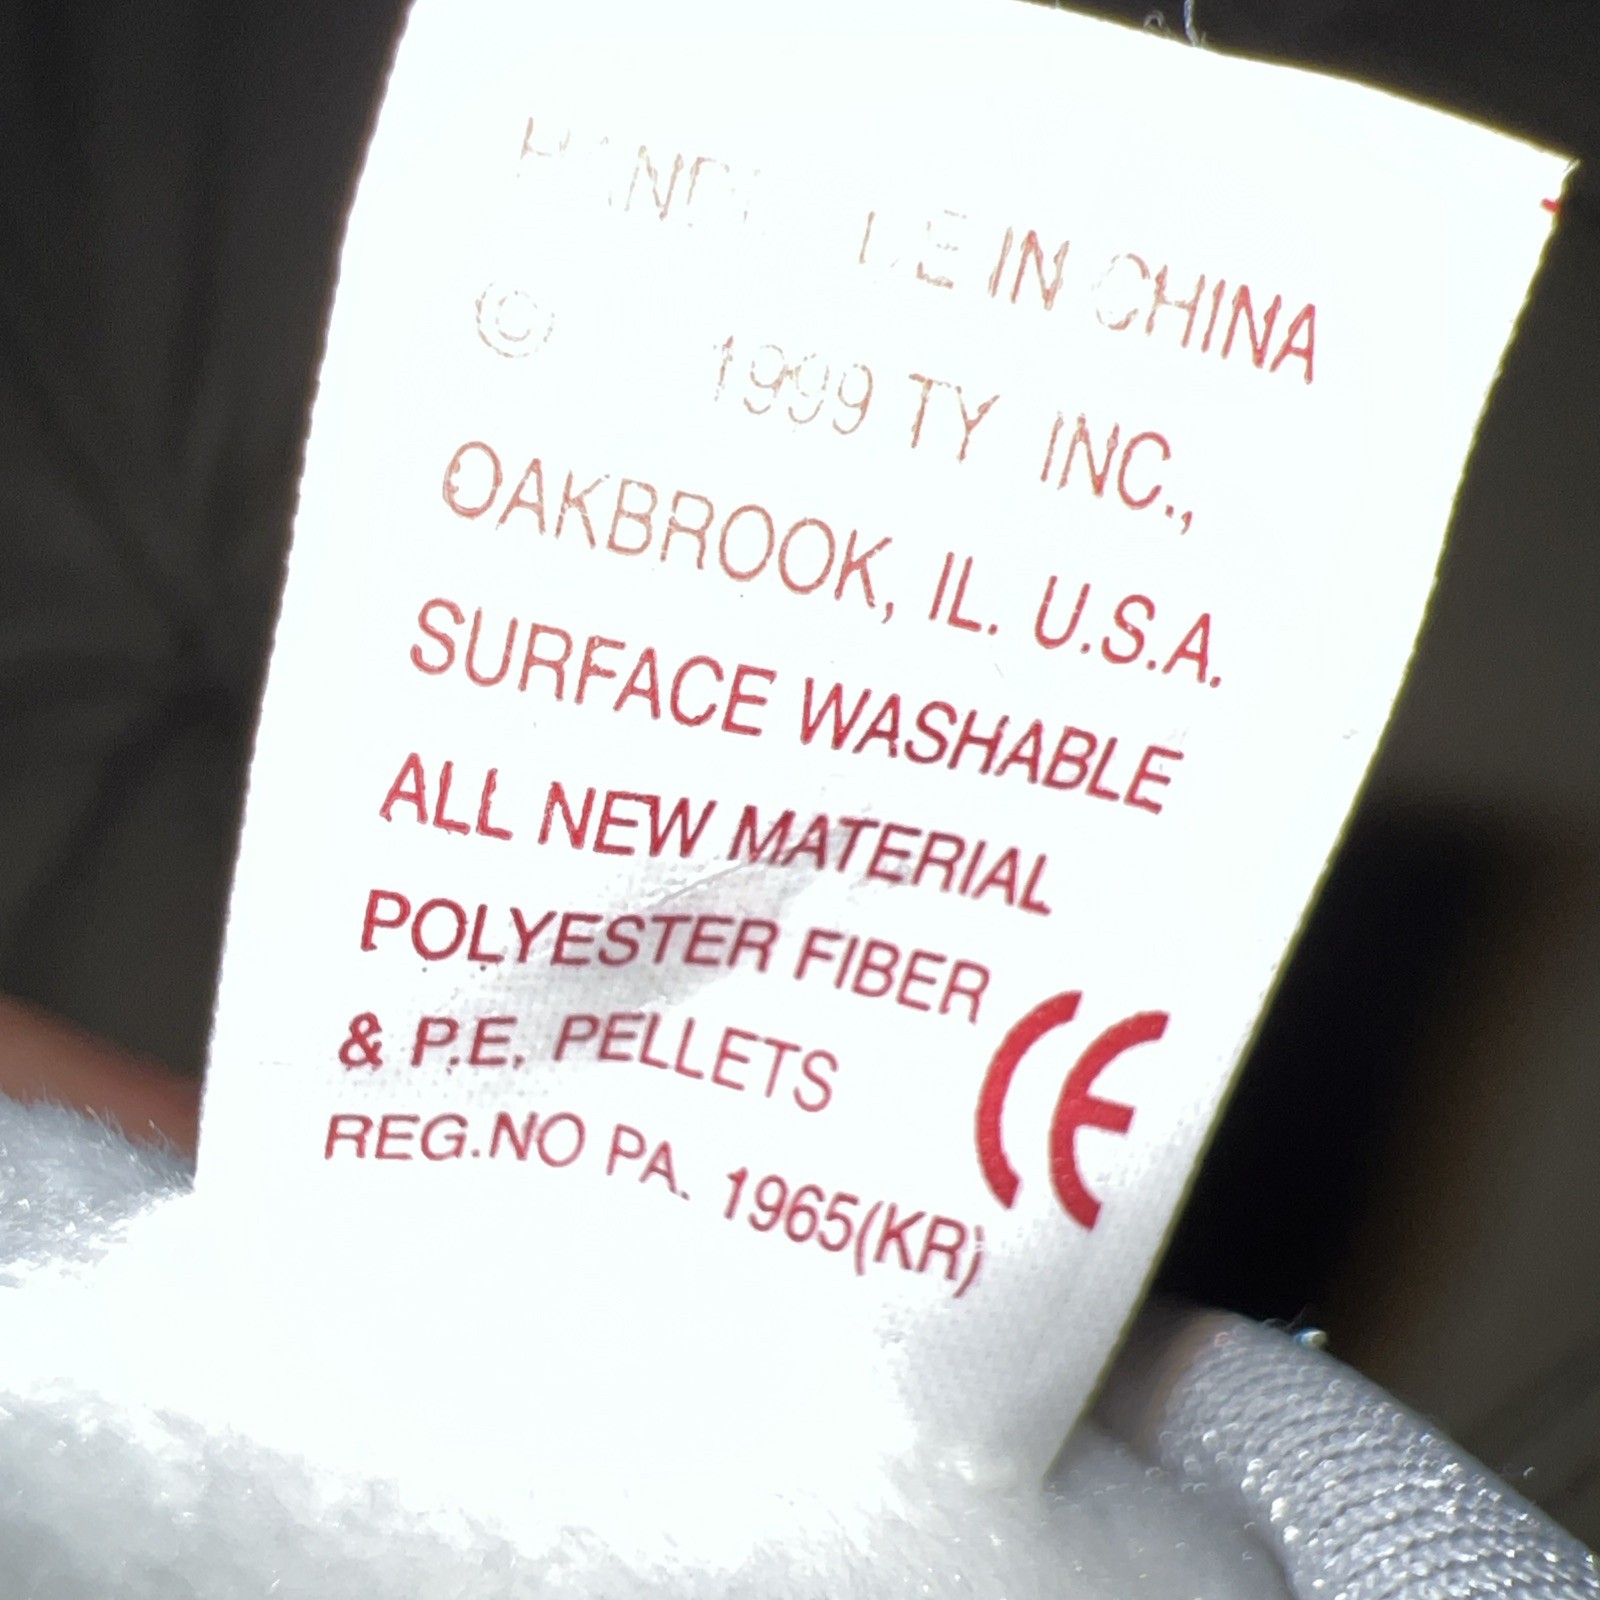 HANDMADE IN CHINA
© 1999 TY INC.,
OAKBROOK, IL. U.S.A.
SURFACE WASHABLE
ALL NEW MATERIAL
POLYESTER FIBER
& P.E. PELLETS
CE
REG.NO PA. 1965(KR)